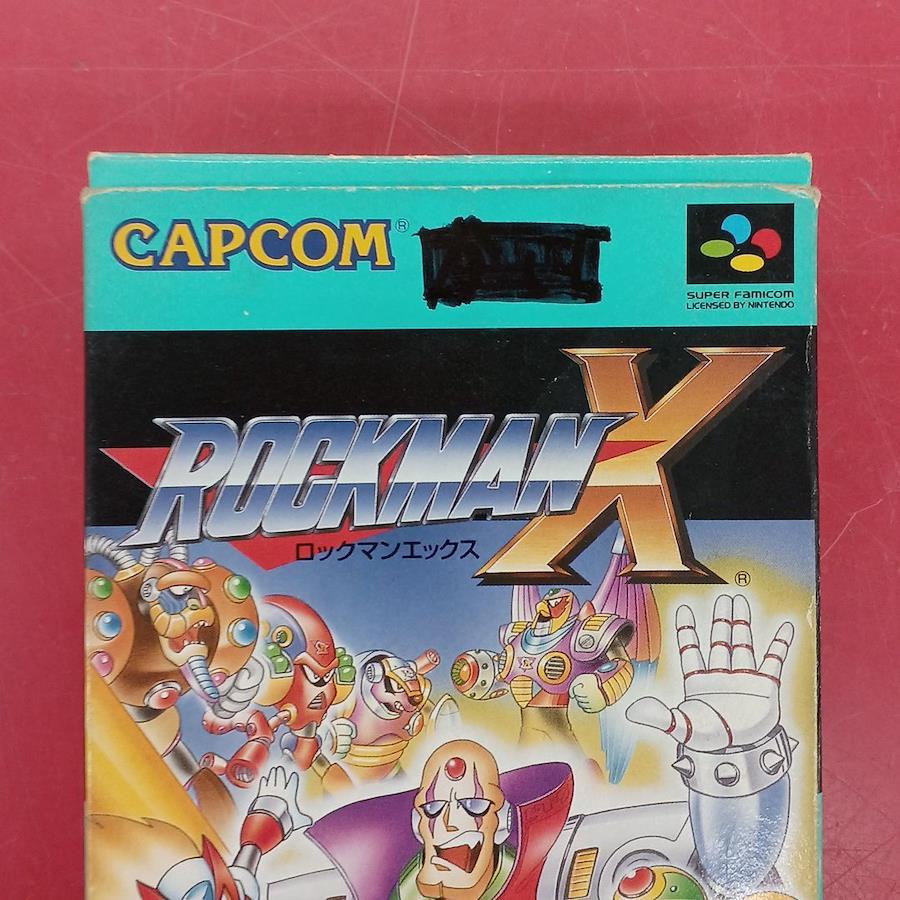 CAPCOM®
SUPER FAMICOM
LICENSED BY NINTENDO
ROCKMAN X®
ロックマンエックス